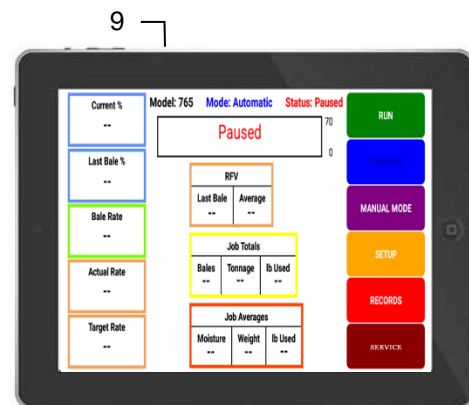 9
Model: 765 Mode: Automatic Status: Paused
Paused
70
0
Current %
--
Last Bale %
--
Bale Rate
--
Actual Rate
--
Target Rate
--
RFV
Last Bale Average
-- --
Job Totals
Bales Tonnage lb Used
-- -- --
Job Averages
Moisture Weight lb Used
-- -- --
RUN
MANUAL MODE
SETUP
RECORDS
SERVICE